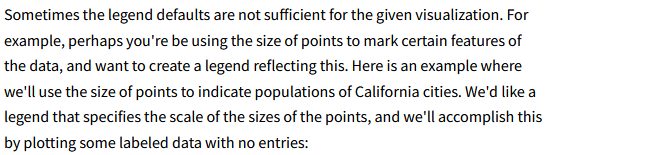 Sometimes the legend defaults are not sufficient for the given visualization. For
example, perhaps you're be using the size of points to mark certain features of
the data, and want to create a legend reflecting this. Here is an example where
we'll use the size of points to indicate populations of California cities. We'd like a
legend that specifies the scale of the sizes of the points, and we'll accomplish this
by plotting some labeled data with no entries: